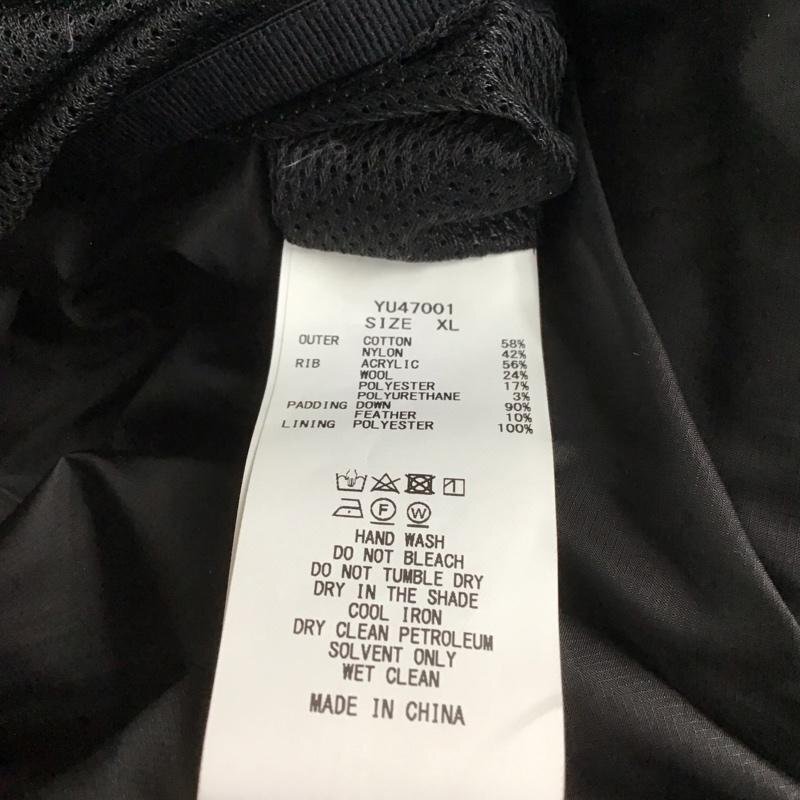 YU47001
SIZE XL
OUTER COTTON 58%
NYLON 42%
RIB ACRYLIC 56%
WOOL 24%
POLYESTER 17%
POLYURETHANE 3%
PADDING DOWN 90%
FEATHER 10%
LINING POLYESTER 100%
F W
HAND WASH
DO NOT BLEACH
DO NOT TUMBLE DRY
DRY IN THE SHADE
COOL IRON
DRY CLEAN PETROLEUM
SOLVENT ONLY
WET CLEAN
MADE IN CHINA